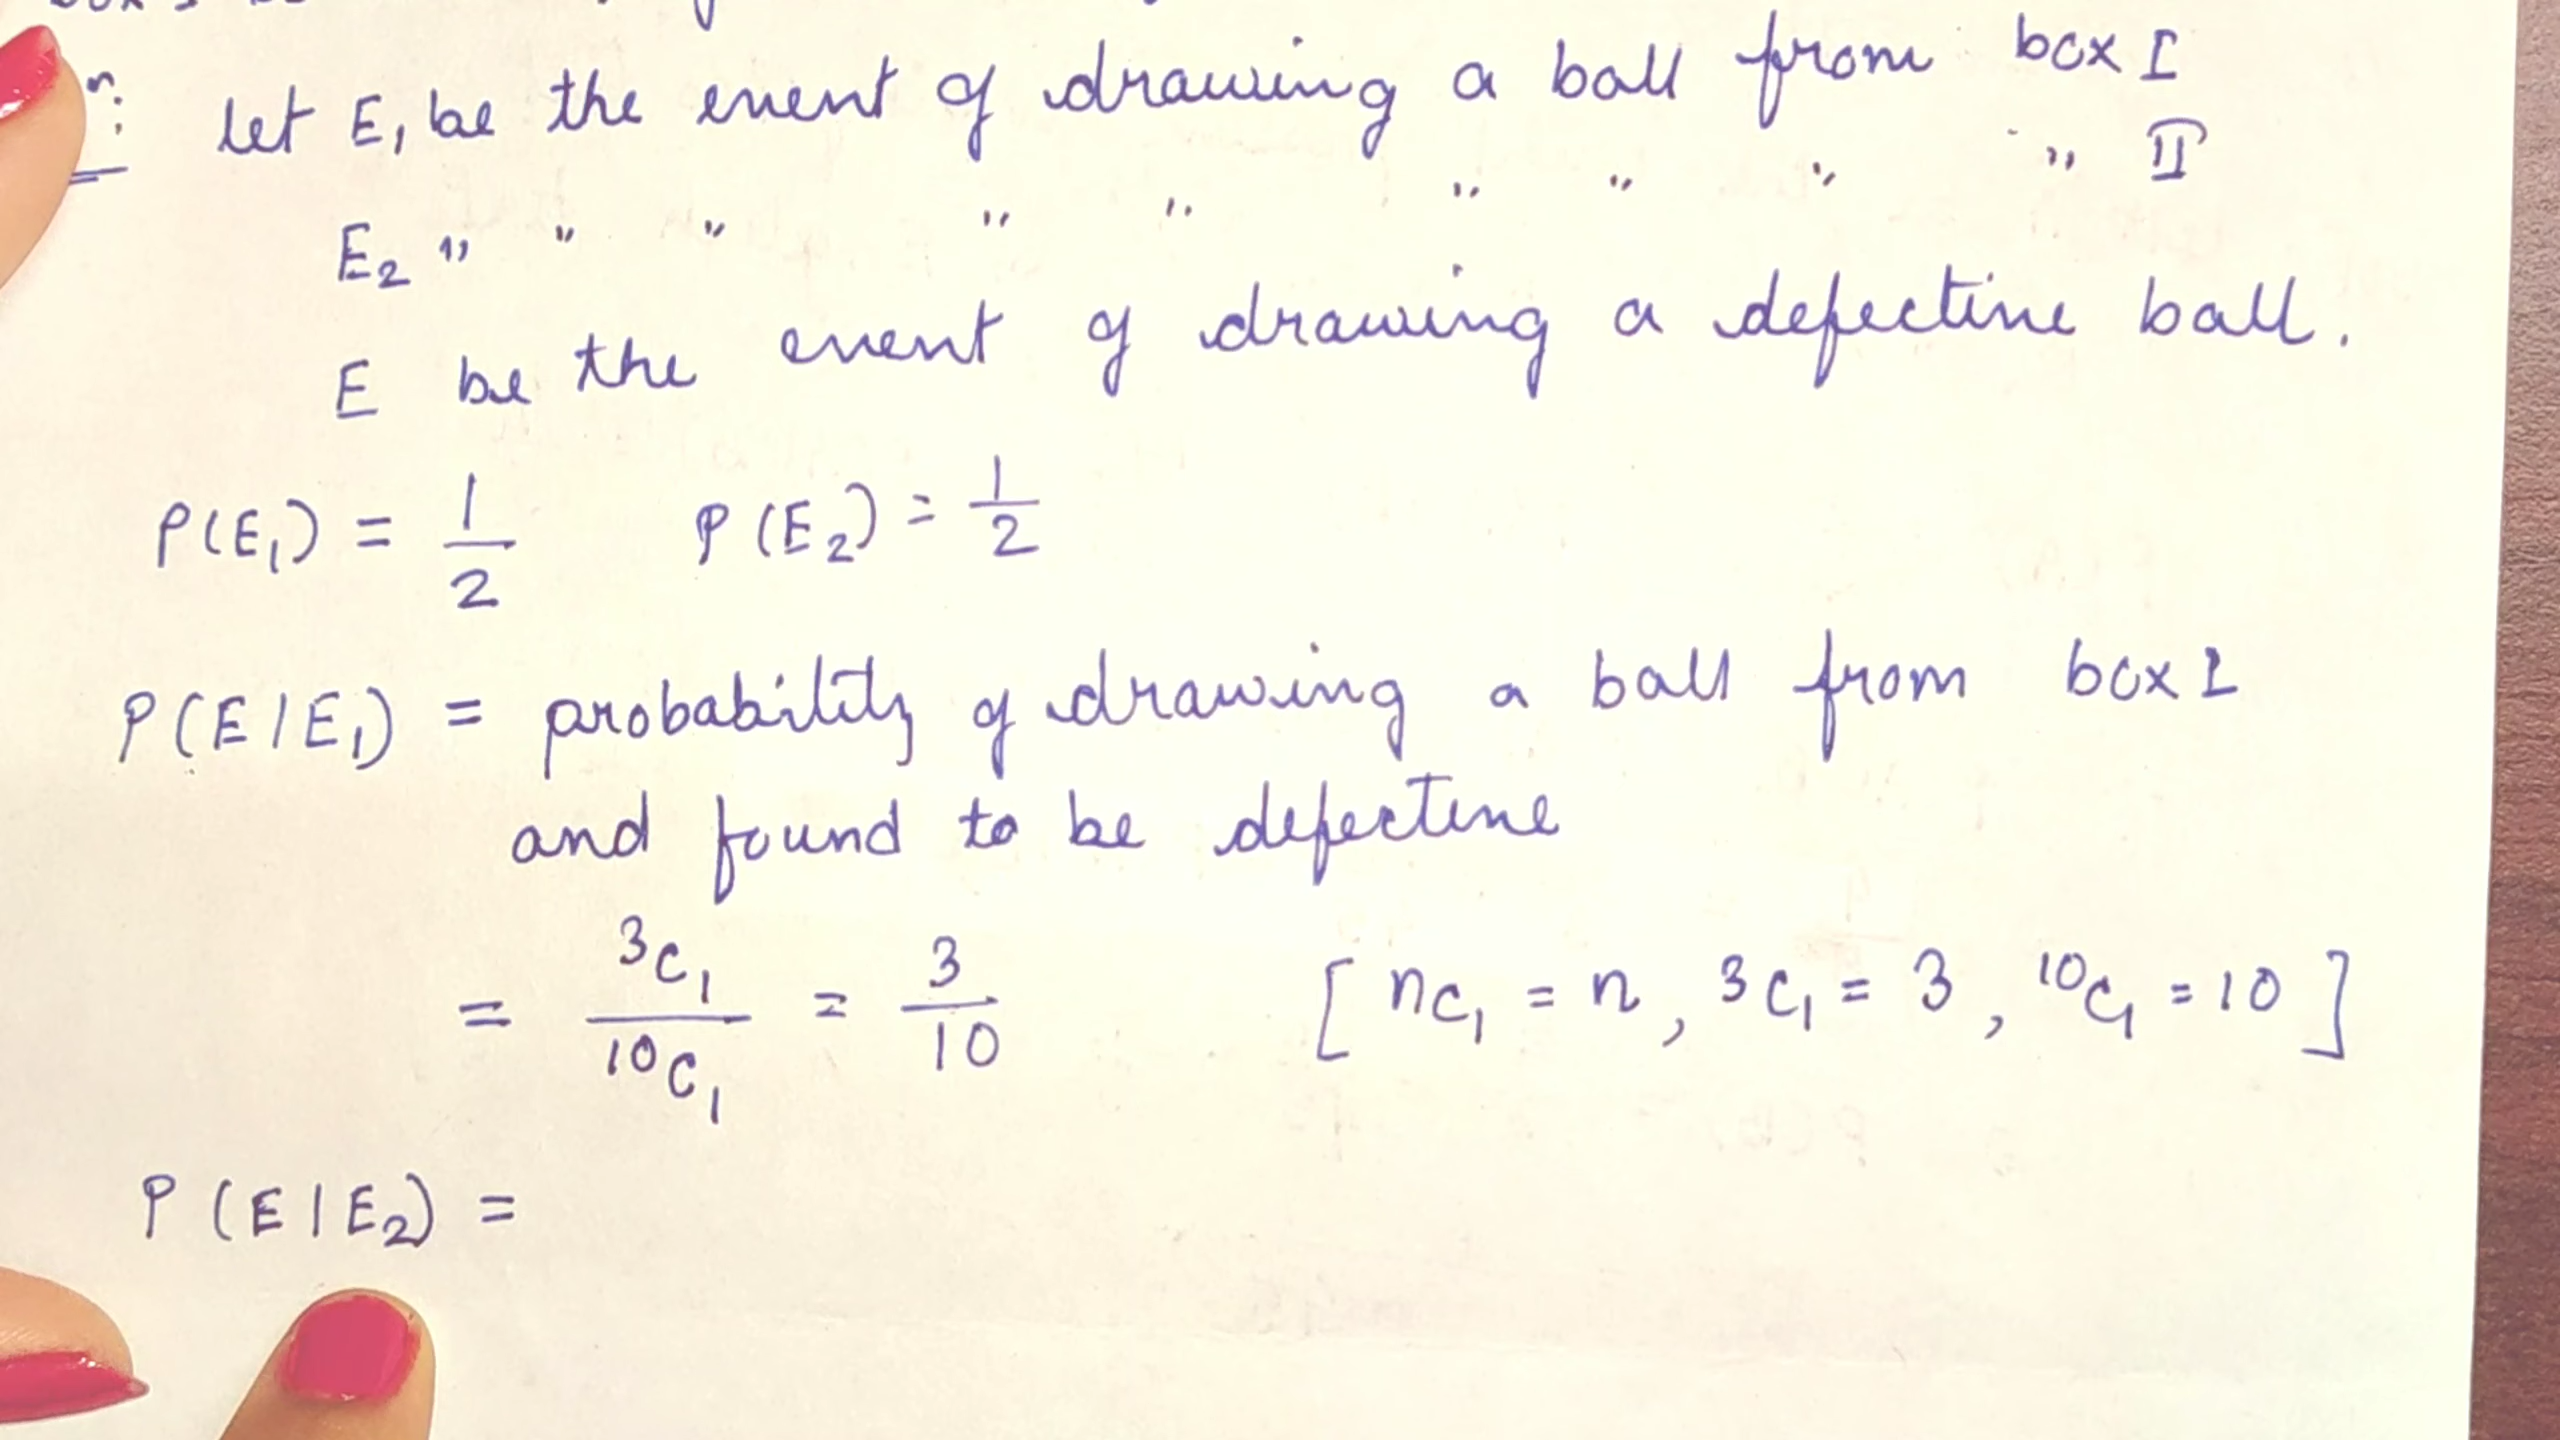 n:
let E₁ be the event of drawing a ball from box I
E₂ " " " " " " " " " II
E be the event of drawing a defective ball.
P(E₁) = 1/2 P(E₂) = 1/2
P(E/E₁) = probability of drawing a ball from box I
and found to be defective
= ³C₁/¹⁰C₁ = 3/10 [nC₁ = n, ³C₁ = 3, ¹⁰C₁ = 10]
P(E|E₂) =